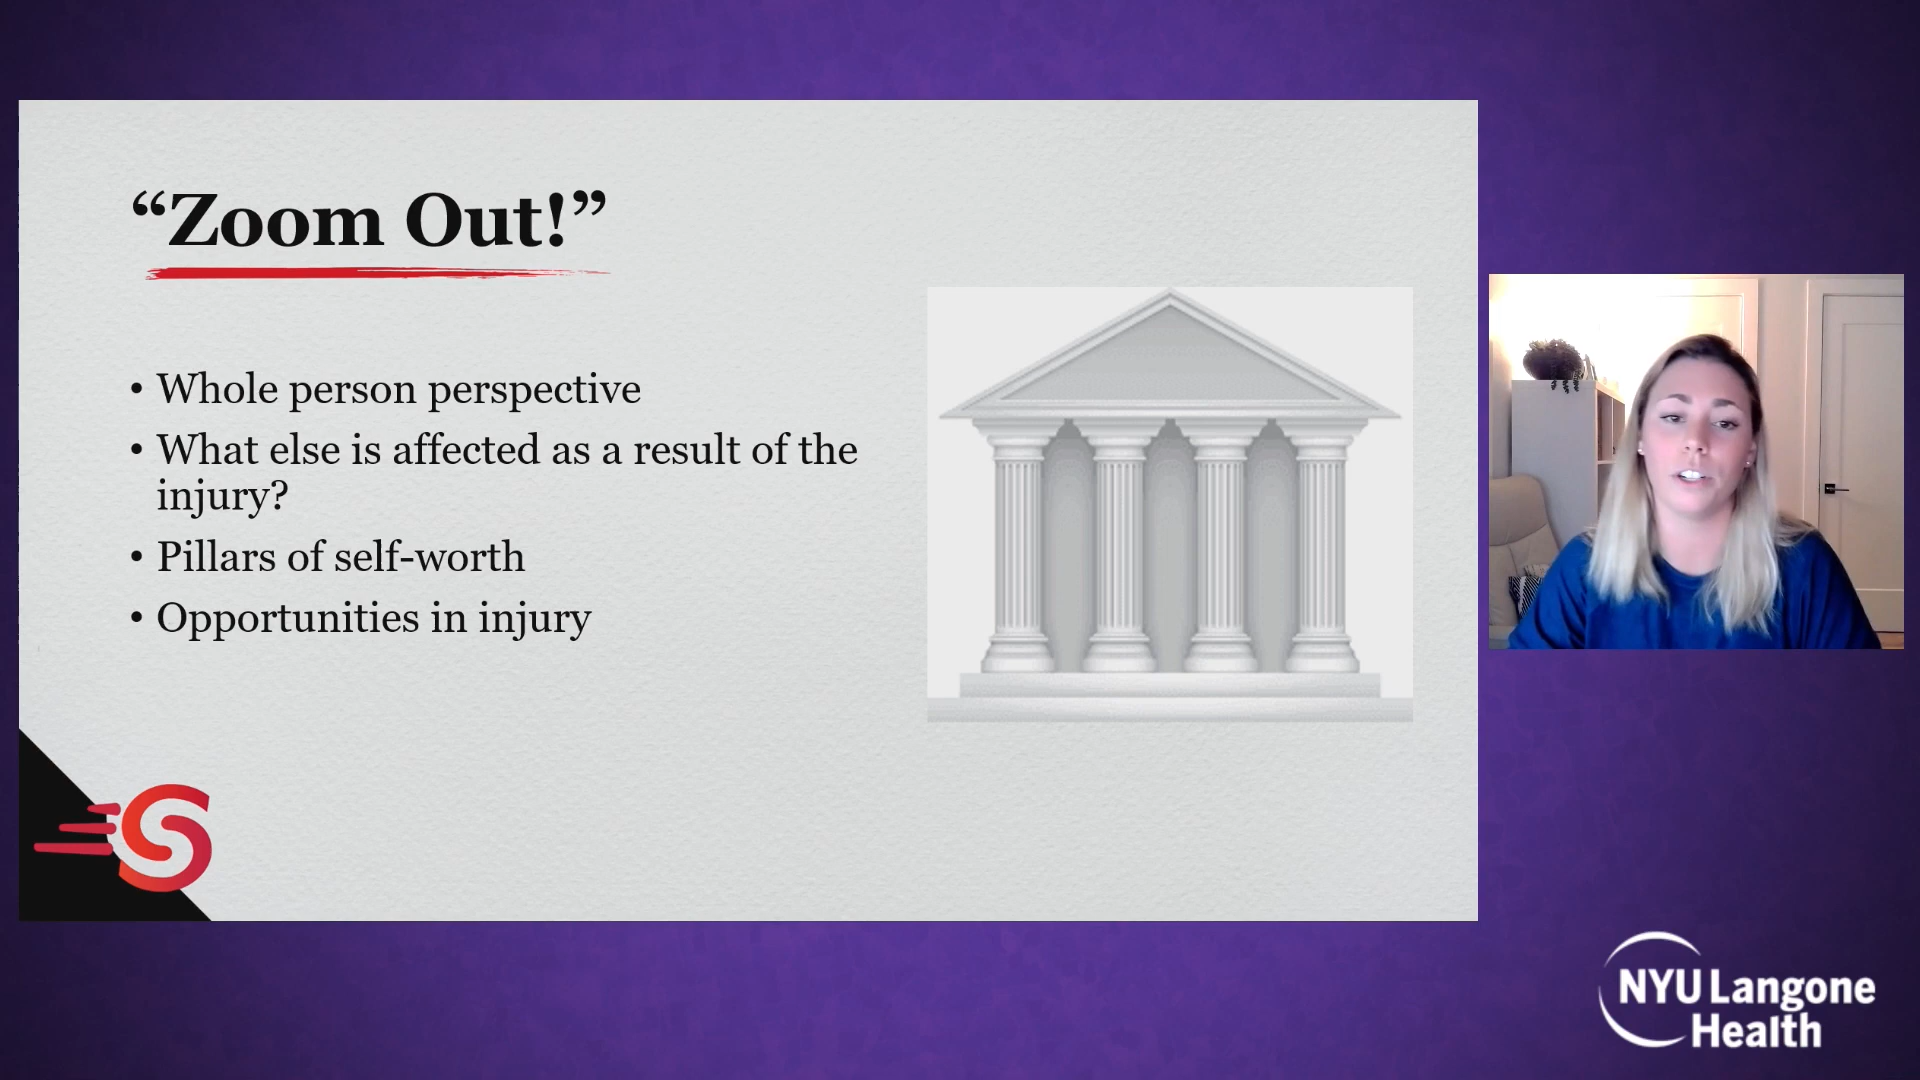 “Zoom Out!”
• Whole person perspective
• What else is affected as a result of the
injury?
• Pillars of self-worth
• Opportunities in injury
S
NYU Langone
Health